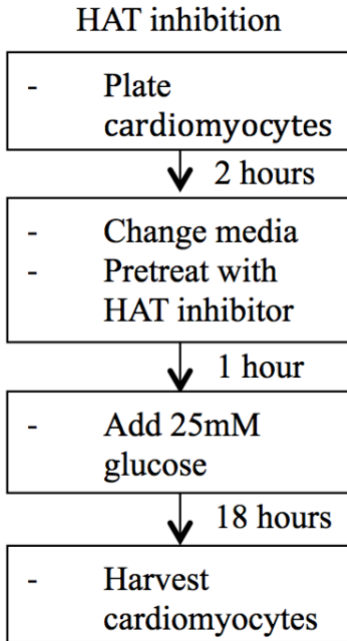 HAT inhibition
- Plate
cardiomyocytes
2 hours
- Change media
- Pretreat with
HAT inhibitor
1 hour
- Add 25mM
glucose
18 hours
- Harvest
cardiomyocytes